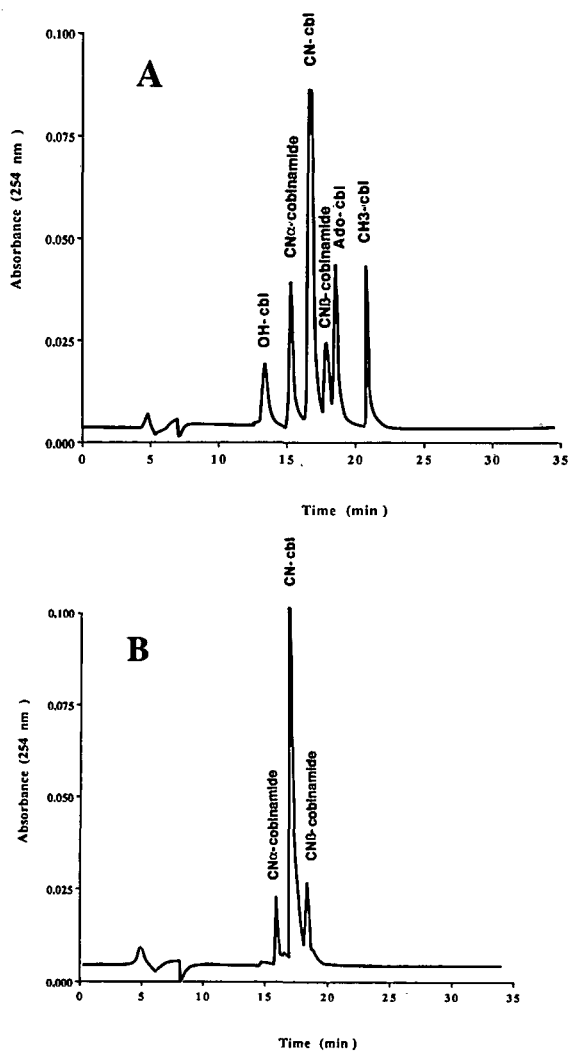 A
Absorbance (254 nm )
0.100
0.075
0.050
0.025
0.000
OH-cbl
CNα-cobinamide
CN-cbl
CNß-cobinamide
Ado-cbl
CH3-cbl
0 5 10 15 20 25 30 35
Time (min )
B
Absorbance (254 nm )
0.100
0.075
0.050
0.025
0.000
CNα-cobinamide
CN-cbl
CNß-cobinamide
0 5 10 15 20 25 30 35
Time (min )